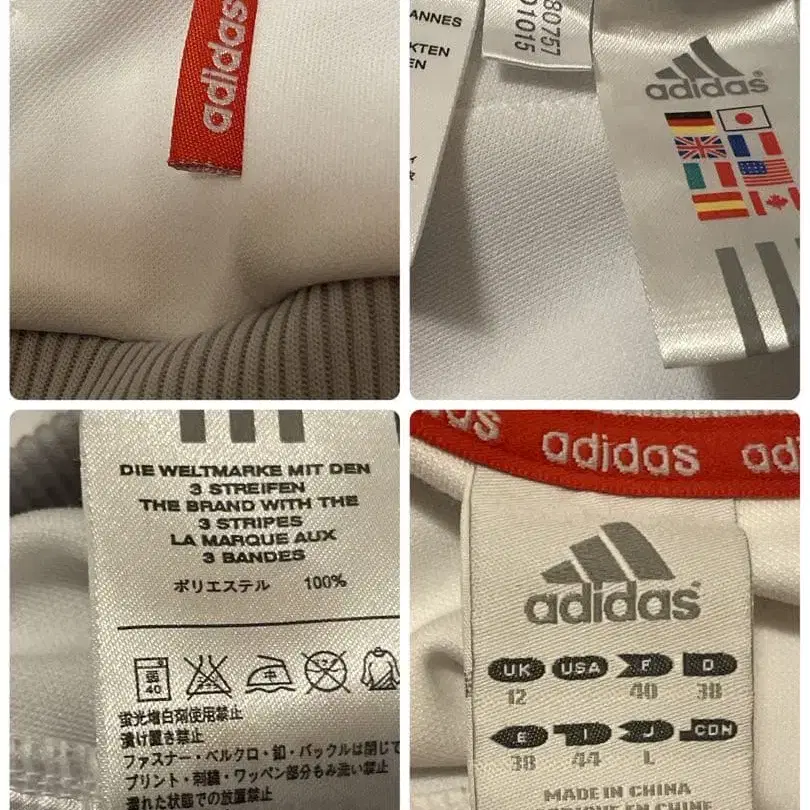 adidas
ANNES
KTEN
EN
80757
01015
adidas
DIE WELTMARKE MIT DEN
3 STREIFEN
THE BRAND WITH THE
3 STRIPES
LA MARQUE AUX
3 BANDES
ポリエステル 100%
弱
40
蛍光増白剤使用禁止
漬け置き禁止
ファスナー・ベルクロ・釦・バックルは閉じて
プリント・刺繍・ワッペン部分もみ洗い禁止
濡れた状態での放置禁止
as adidas ad
adidas
UK USA F D
12 40 38
E I J CDN
38 44 L
MADE IN CHINA